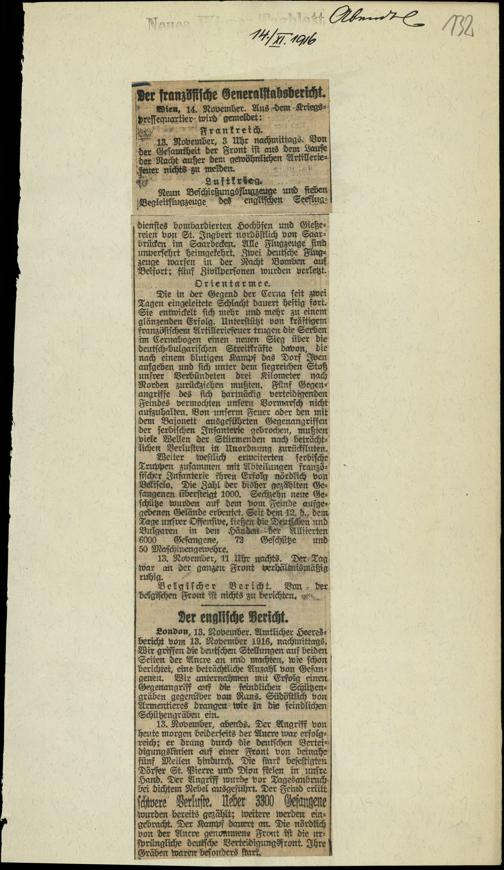 Neues Wiener Tagblatt
Abendbl
132
14/XI. 1916
Der französische Generalstabsbericht.
Wien, 14. November. Aus dem Kriegs-
pressequartier wird gemeldet:
Frankreich.
13. November, 3 Uhr nachmittags. Von
der Gesamtheit der Front ist aus dem Laufe
der Nacht außer dem gewöhnlichen Artillerie-
feuer nichts zu melden.
Luftkrieg.
Neun Beschießungsflugzeuge und sieben
Begleitflugzeuge des englischen Seeflug-
dienstes bombardierten Hochöfen und Gieße-
reien von St. Ingbert nordöstlich von Saar-
brücken im Saarbecken. Alle Flugzeuge sind
unversehrt heimgekehrt. Zwei deutsche Flug-
zeuge warfen in der Nacht Bomben auf
Belfort; fünf Zivilpersonen wurden verletzt.
Orientarmee.
Die in der Gegend der Cerna seit zwei
Tagen eingeleitete Schlacht dauert heftig fort.
Sie entwickelt sich mehr und mehr zu einem
glänzenden Erfolg. Unterstützt von kräftigem
französischem Artilleriefeuer trugen die Serben
im Cernabogen einen neuen Sieg über die
deutsch-bulgarischen Streitkräfte davon, die
nach einem blutigen Kampf das Dorf Iven
aufgeben und sich unter dem siegreichen Stoß
unsrer Verbündeten drei Kilometer nach
Norden zurückziehen mußten. Fünf Gegen-
angriffe des sich hartnäckig verteidigenden
Feindes vermochten unsern Vormarsch nicht
aufzuhalten. Von unserm Feuer oder den mit
dem Bajonett ausgeführten Gegenangriffen
der serbischen Infanterie gebrochen, mußten
viele Wellen der Stürmenden nach beträcht-
lichen Verlusten in Unordnung zurückfluten.
Weiter westlich erweiterten serbische
Truppen zusammen mit Abteilungen franzö-
sischer Infanterie ihren Erfolg nördlich von
Veliselo. Die Zahl der bisher gezählten Ge-
fangenen übersteigt 1000. Sechzehn neue Ge-
schütze wurden auf dem vom Feinde aufge-
gebenen Gelände erbeutet. Seit dem 12. d., dem
Tage unsrer Offensive, ließen die Deutschen und
Bulgaren in den Händen der Alliierten
6000 Gefangene, 72 Geschütze und
50 Maschinengewehre.
13. November, 11 Uhr nachts. Der Tag
war an der ganzen Front verhältnismäßig
ruhig.
Belgischer Bericht. Von der
belgischen Front ist nichts zu berichten.
Der englische Bericht.
London, 13. November. Amtlicher Heeres-
bericht vom 13. November 1916, nachmittags.
Wir griffen die deutschen Stellungen auf beiden
Seiten der Ancre an und machten, wie schon
berichtet, eine beträchtliche Anzahl von Gefan-
genen. Wir unternahmen mit Erfolg einen
Gegenangriff auf die feindlichen Schützen-
gräben gegenüber von Rans. Südöstlich von
Armentieres drangen wir in die feindlichen
Schützengräben ein.
13. November, abends. Der Angriff von
heute morgen beiderseits der Ancre war erfolg-
reich; er drang durch die deutschen Vertei-
digungslinien auf einer Front von beinahe
fünf Meilen hindurch. Die stark befestigten
Dörfer St. Pierre und Dion fielen in unsre
Hand. Der Angriff wurde vor Tagesanbruch
bei dichtem Nebel ausgeführt. Der Feind erlitt
schwere Verluste. Ueber 3300 Gefangene
wurden bereits gezählt; weitere werden ein-
gebracht. Der Kampf dauert an. Die nördlich
von der Ancre genommene Front ist die ur-
sprüngliche deutsche Verteidigungsfront. Ihre
Gräben waren besonders stark.